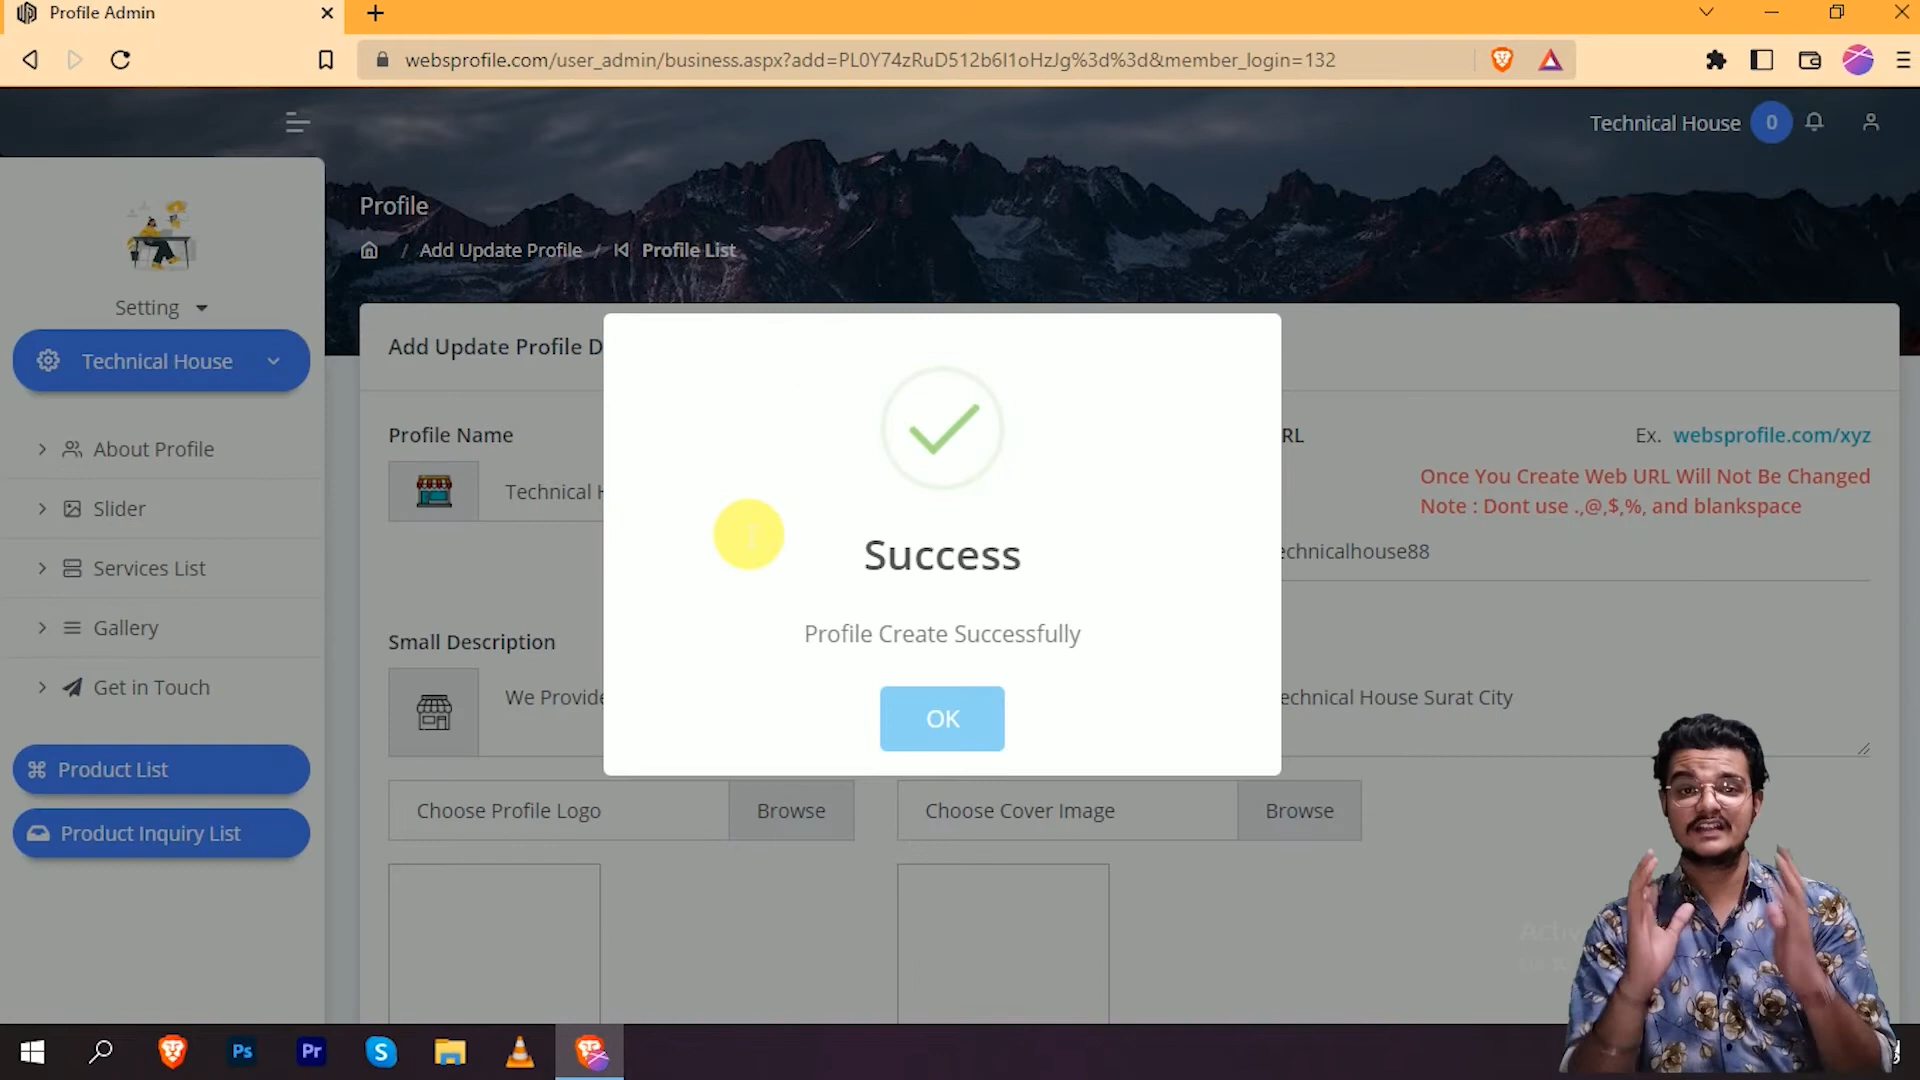 Profile Admin
websprofile.com/user_admin/business.aspx?add=PL0Y74zRuD512b6I1oHzJg%3d%3d&member_login=132
Technical House 0
Profile
/ Add Update Profile / Profile List
Setting
Technical House
About Profile
Slider
Services List
Gallery
Get in Touch
Product List
Product Inquiry List
Add Update Profile D
Profile Name
Technical H
RL
Ex. websprofile.com/xyz
Once You Create Web URL Will Not Be Changed
Note : Dont use .,@,$,%, and blankspace
echnicalhouse88
Small Description
We Provide
echnical House Surat City
Success
Profile Create Successfully
OK
Choose Profile Logo Browse
Choose Cover Image Browse
Ps
Pr
S